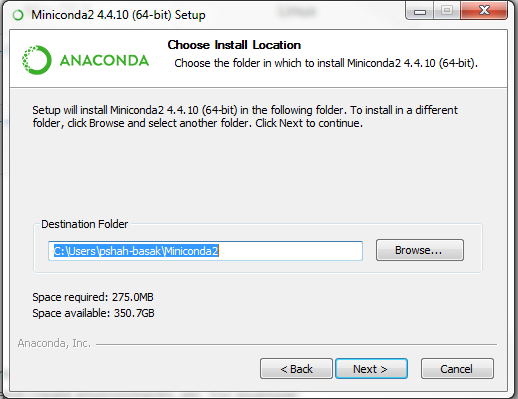 Miniconda2 4.4.10 (64-bit) Setup
ANACONDA
Choose Install Location
Choose the folder in which to install Miniconda2 4.4.10 (64-bit).
Setup will install Miniconda2 4.4.10 (64-bit) in the following folder. To install in a different
folder, click Browse and select another folder. Click Next to continue.
Destination Folder
C:\Users\pshah-basak\Miniconda2
Browse...
Space required: 275.0MB
Space available: 350.7GB
Anaconda, Inc.
< Back
Next >
Cancel